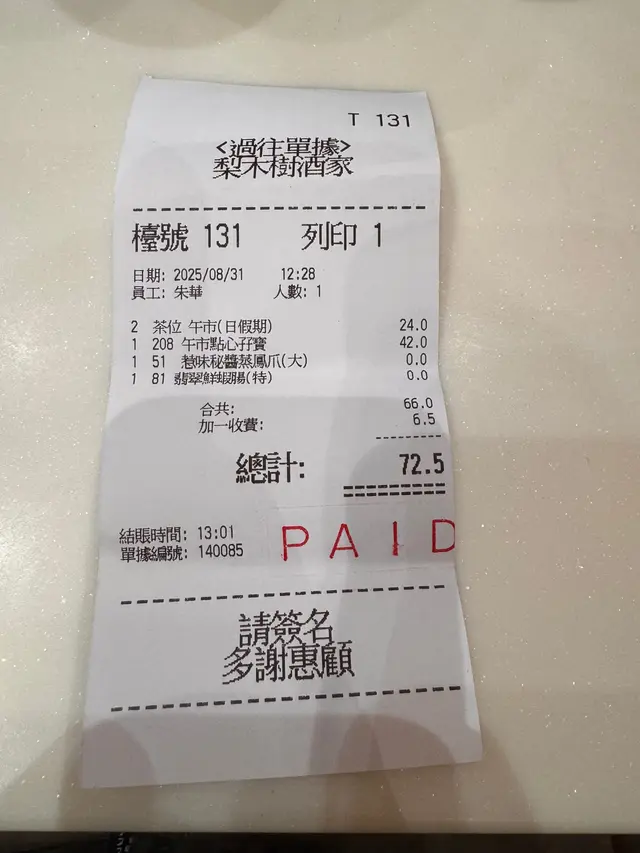 T 131
<過往單據>
梨木樹酒家
檯號 131 列印 1
日期: 2025/08/31 12:28
員工: 朱華 人數: 1
2 茶位 午市(日假期) 24.0
1 208 午市點心孖寶 42.0
1 51 惹味秘醬蒸鳳爪(大) 0.0
1 81 翡翠鮮蝦腸(特) 0.0
合共: 66.0
加一收費: 6.5
總計: 72.5
結賬時間: 13:01
單據編號: 140085
PAID
請簽名
多謝惠顧